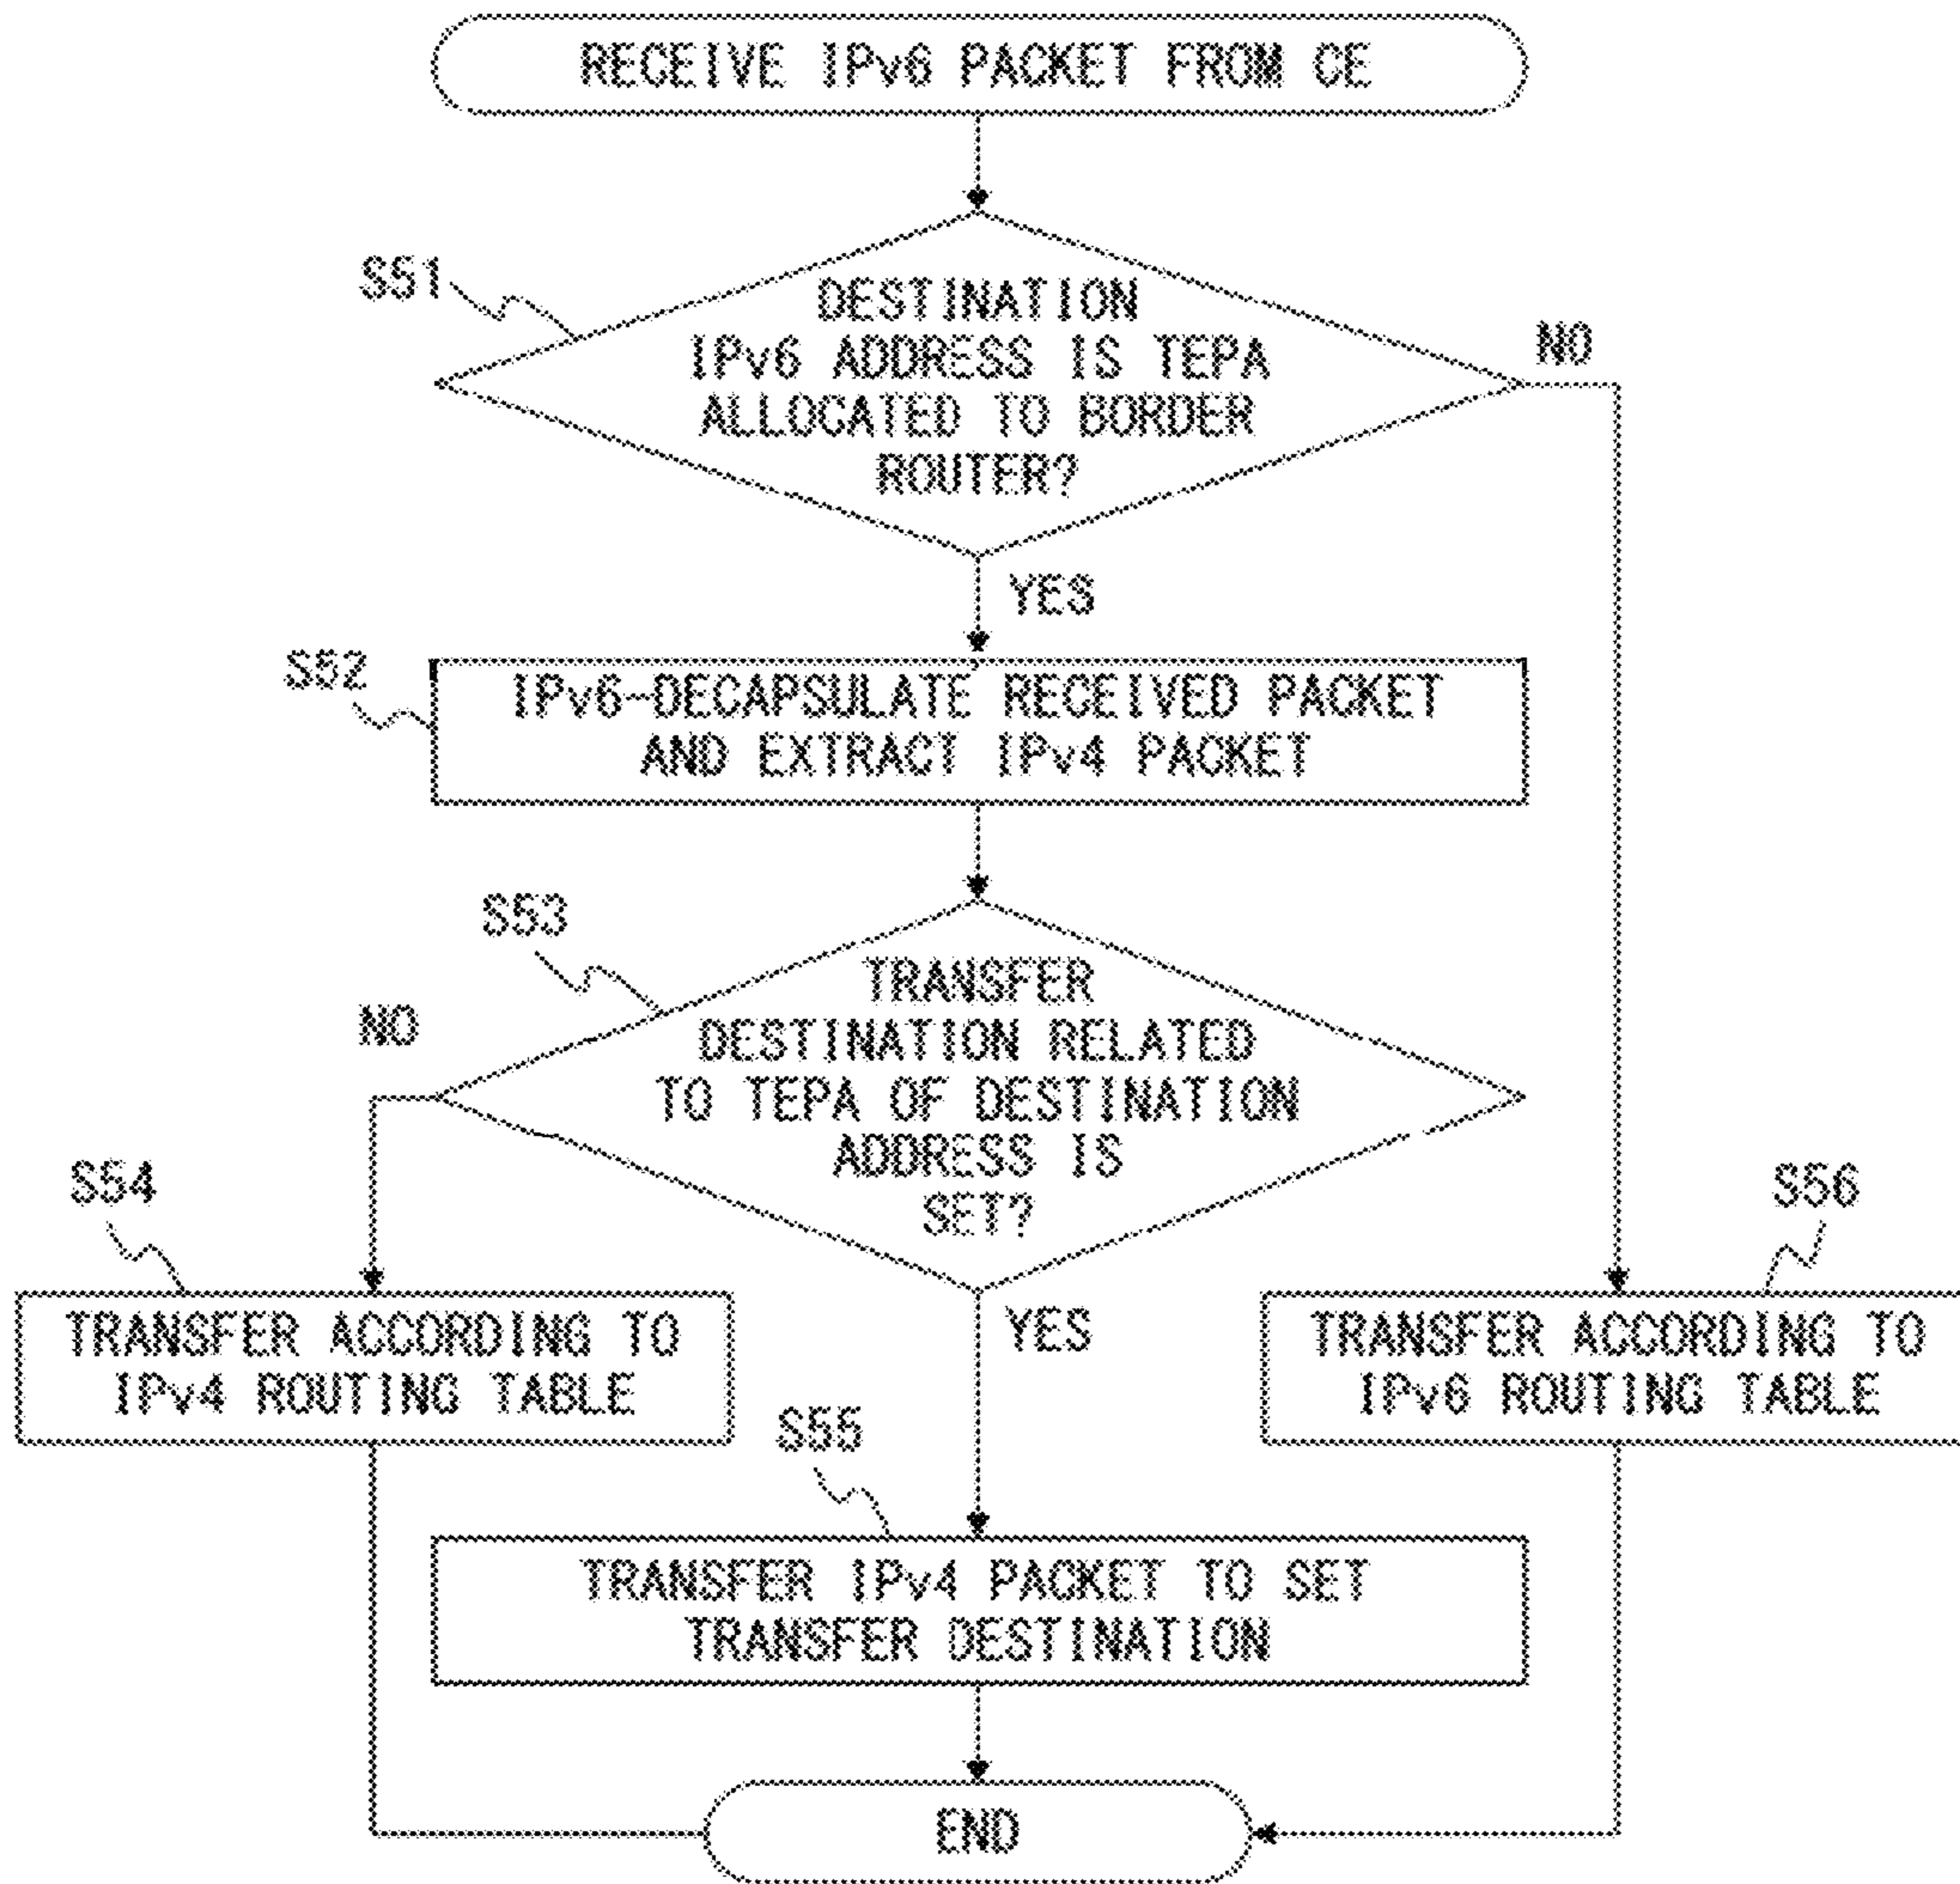 RECEIVE IPv6 PACKET FROM CE
S51
DESTINATION
IPv6 ADDRESS IS TEPA
ALLOCATED TO BORDER
ROUTER?
NO
YES
S52
IPv6-DECAPSULATE RECEIVED PACKET
AND EXTRACT IPv4 PACKET
S53
TRANSFER
DESTINATION RELATED
TO TEPA OF DESTINATION
ADDRESS IS
SET?
NO
YES
S54
TRANSFER ACCORDING TO
IPv4 ROUTING TABLE
S56
TRANSFER ACCORDING TO
IPv6 ROUTING TABLE
S55
TRANSFER IPv4 PACKET TO SET
TRANSFER DESTINATION
END